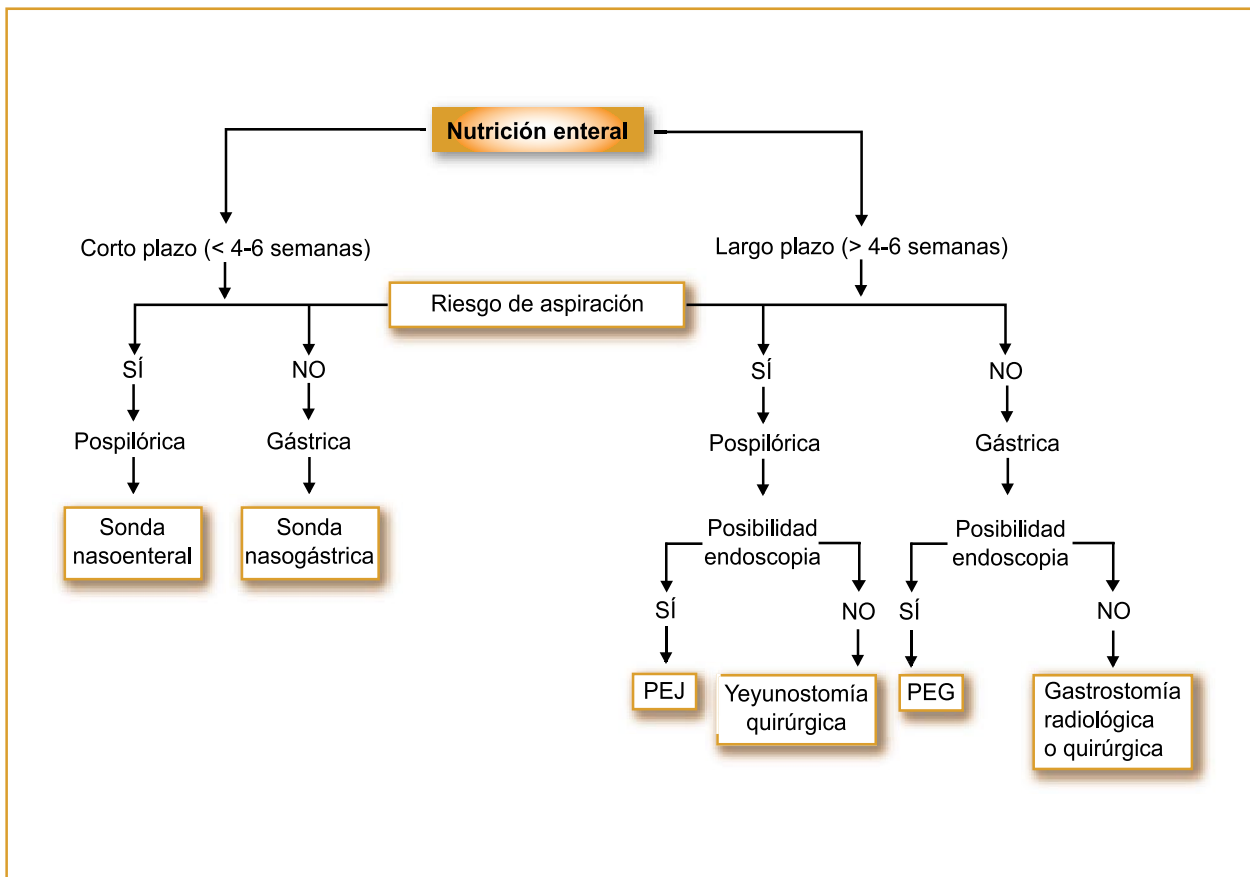 Nutrición enteral
Corto plazo (< 4-6 semanas)
Largo plazo (> 4-6 semanas)
Riesgo de aspiración
SÍ
NO
SÍ
NO
Pospilórica
Gástrica
Pospilórica
Gástrica
Sonda
nasoenteral
Sonda
nasogástrica
Posibilidad
endoscopia
Posibilidad
endoscopia
SÍ
NO
SÍ
NO
PEJ
Yeyunostomía
quirúrgica
PEG
Gastrostomía
radiológica
o quirúrgica